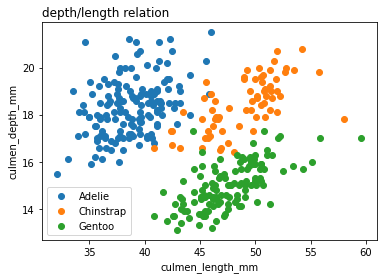 depth/length relation
culmen_depth_mm
20
18
16
14
Adelie
Chinstrap
Gentoo
35 40 45 50 55 60
culmen_length_mm